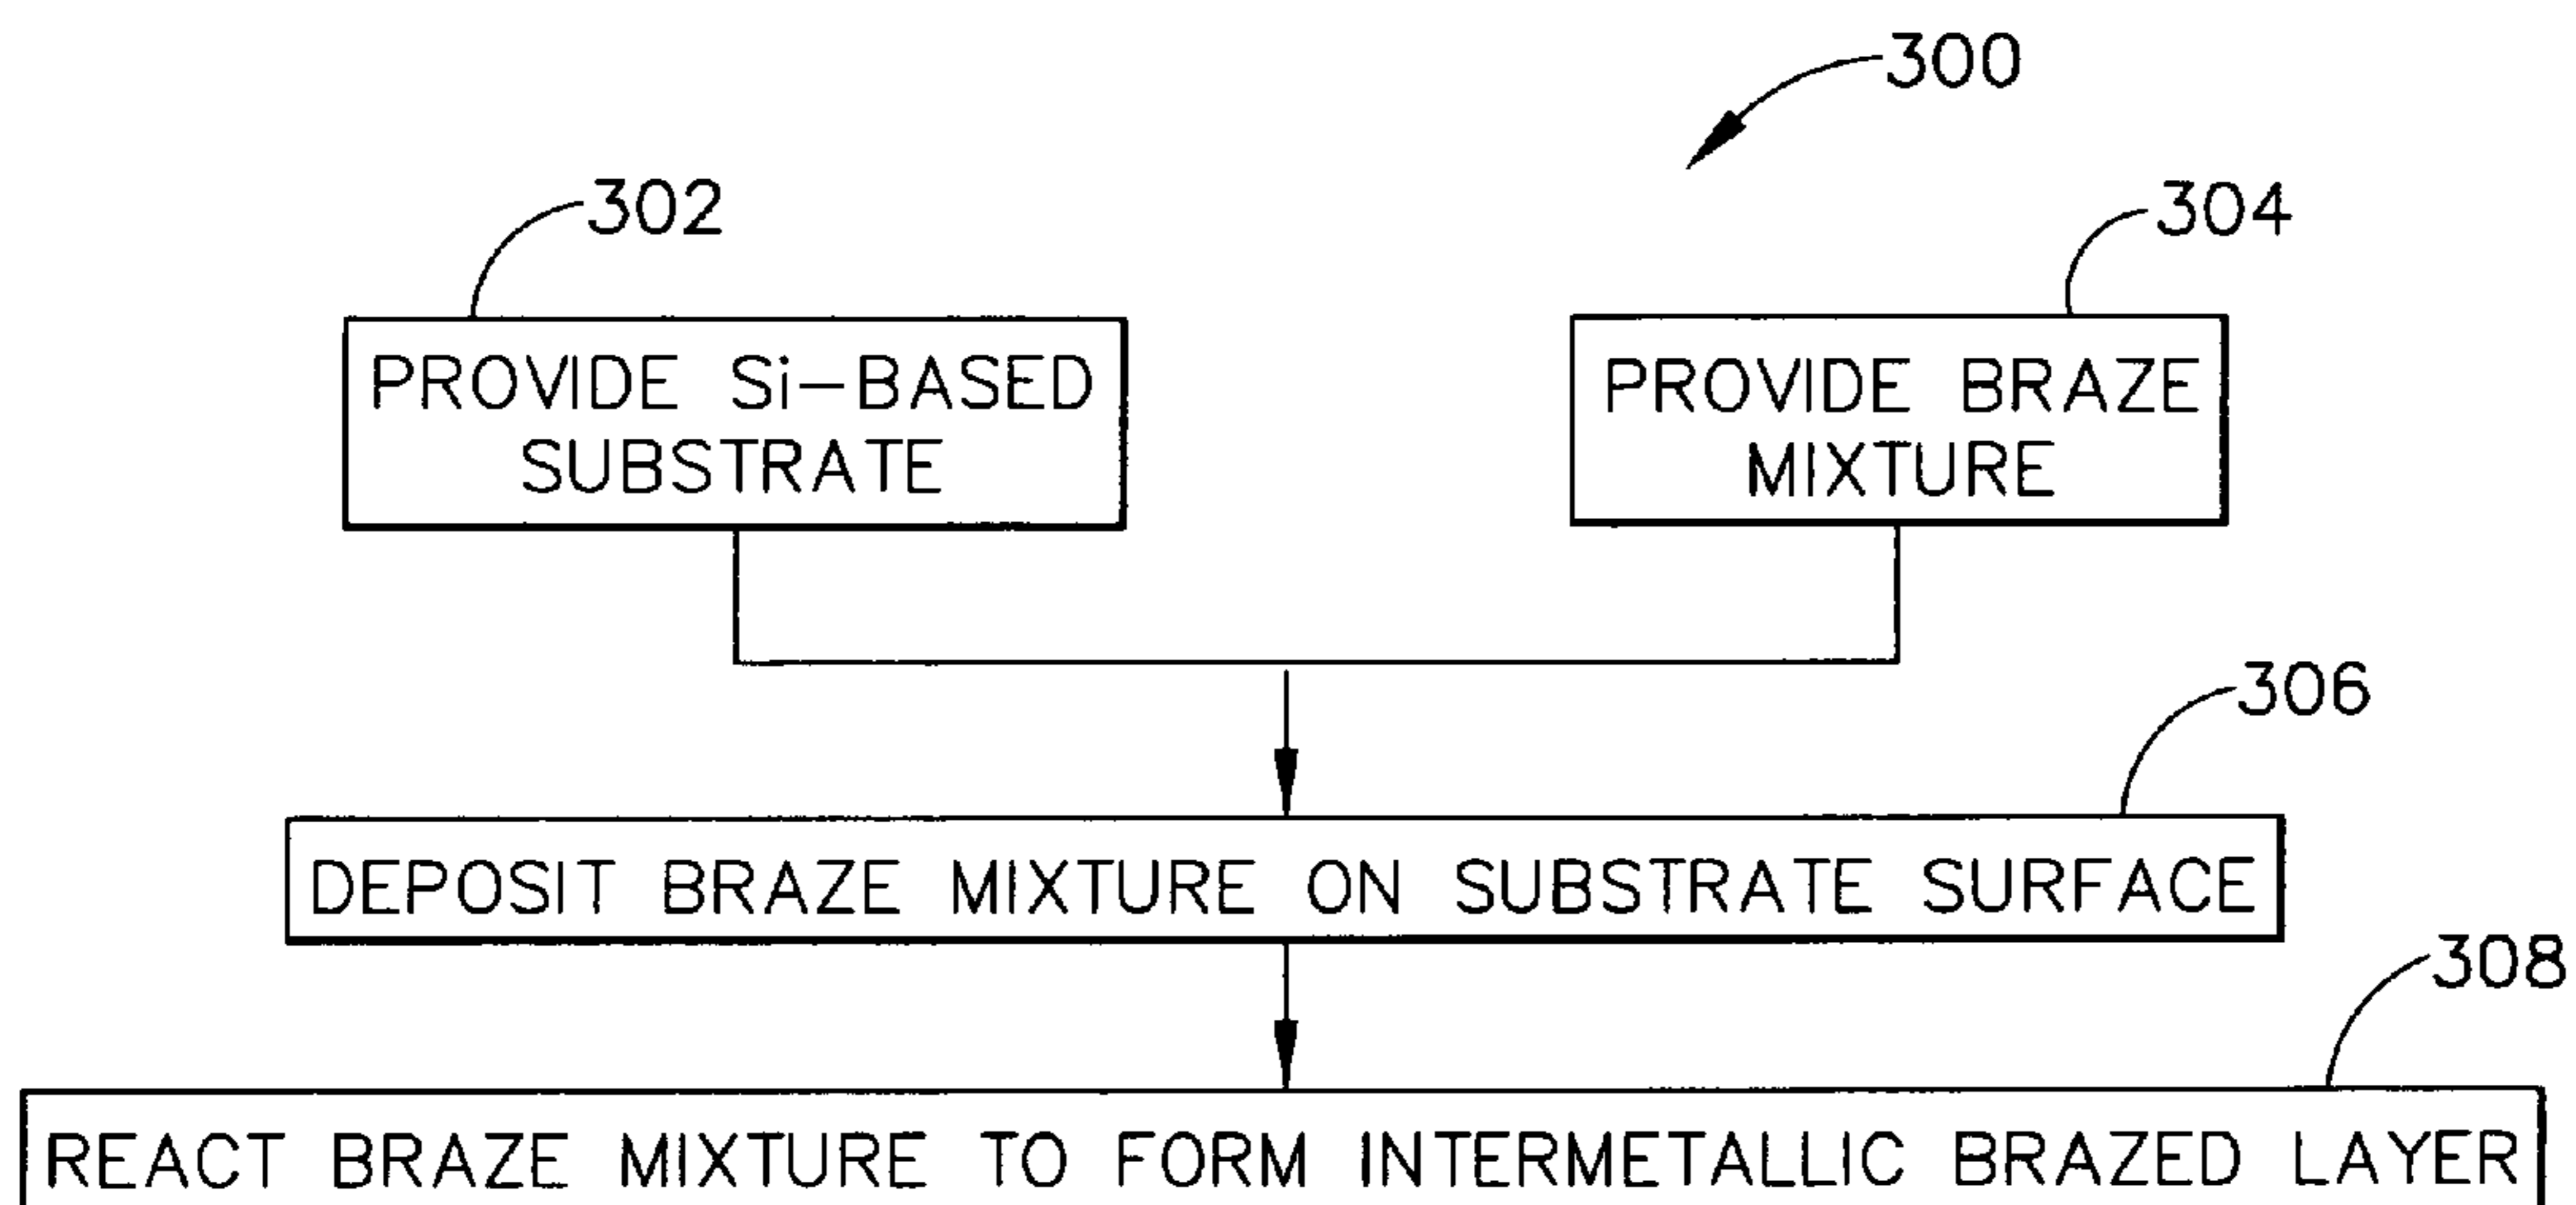 300
302
304
PROVIDE Si-BASED
SUBSTRATE
PROVIDE BRAZE
MIXTURE
306
DEPOSIT BRAZE MIXTURE ON SUBSTRATE SURFACE
308
REACT BRAZE MIXTURE TO FORM INTERMETALLIC BRAZED LAYER